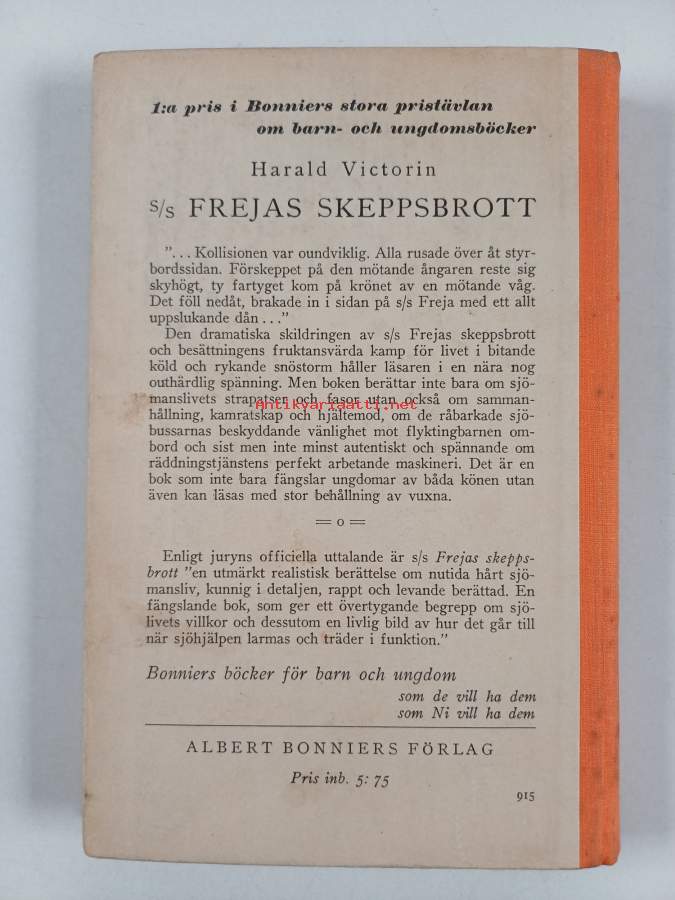 1:a pris i Bonniers stora pristävlan
om barn- och ungdomsböcker
Harald Victorin
s/s FREJAS SKEPPSBROTT
”... Kollisionen var oundviklig. Alla rusade över åt styr-
bordssidan. Förskeppet på den mötande ångaren reste sig
skyhögt, ty fartyget kom på krönet av en mötande våg.
Det föll nedåt, brakade in i sidan på s/s Freja med ett allt
uppslukande dån ...”
Den dramatiska skildringen av s/s Frejas skeppsbrott
och besättningens fruktansvärda kamp för livet i bitande
köld och rykande snöstorm håller läsaren i en nära nog
outhärdlig spänning. Men boken berättar inte bara om sjö-
manslivets strapatser och fasor utan också om samman-
Antikvariaatti.net
hållning, kamratskap och hjältemod, om de råbarkade sjö-
bussarnas beskyddande vänlighet mot flyktingbarnen om-
bord och sist men inte minst autentiskt och spännande om
räddningstjänstens perfekt arbetande maskineri. Det är en
bok som inte bara fängslar ungdomar av båda könen utan
även kan läsas med stor behållning av vuxna.
= o =
Enligt juryns officiella uttalande är s/s Frejas skepps-
brott ”en utmärkt realistisk berättelse om nutida hårt sjö-
mansliv, kunnig i detaljen, rappt och levande berättad. En
fängslande bok, som ger ett övertygande begrepp om sjö-
livets villkor och dessutom en livlig bild av hur det går till
när sjöhjälpen larmas och träder i funktion.”
Bonniers böcker för barn och ungdom
som de vill ha dem
som Ni vill ha dem
ALBERT BONNIERS FÖRLAG
Pris inb. 5: 75
915